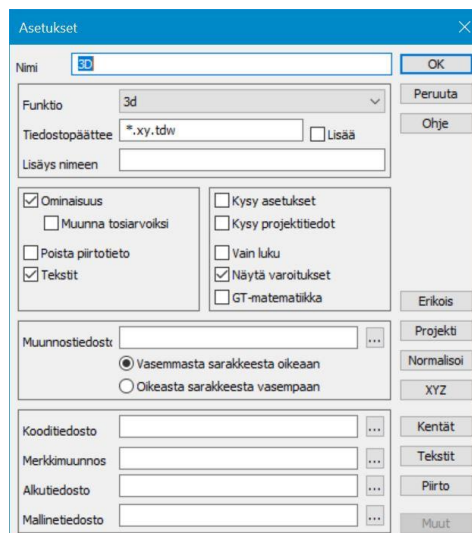 Asetukset
Nimi 3D OK
Funktio 3d Peruuta
Tiedostopäättee *.xy.tdw Lisää Ohje
Lisäys nimeen
Ominaisuus Kysy asetukset
Muunna tosiarvoiksi Kysy projektitiedot
Poista piirtotieto Vain luku
Tekstit Näytä varoitukset
GT-matematiikka Erikois
Muunnostiedosto ... Projekti
Vasemmasta sarakkeesta oikeaan Normalisoi
Oikeasta sarakkeesta vasempaan XYZ
Kooditiedosto ... Kentät
Merkkimuunnos ... Tekstit
Alkutiedosto ... Piirto
Mallinetiedosto ... Muut